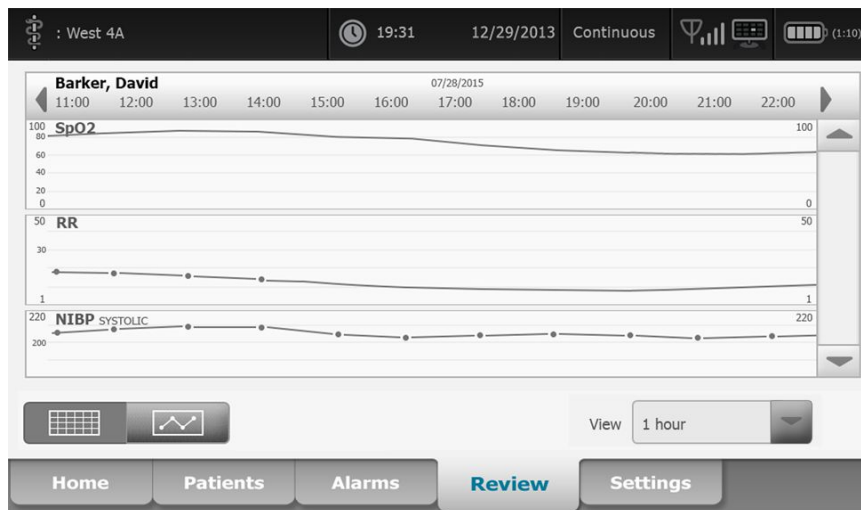 : West 4A 19:31 12/29/2013 Continuous (1:10)
Barker, David 07/28/2015
11:00 12:00 13:00 14:00 15:00 16:00 17:00 18:00 19:00 20:00 21:00 22:00
100 SpO2 100
80
60
40
20
0 0
50 RR 50
30
1 1
220 NIBP SYSTOLIC 220
200
View 1 hour
Home Patients Alarms Review Settings